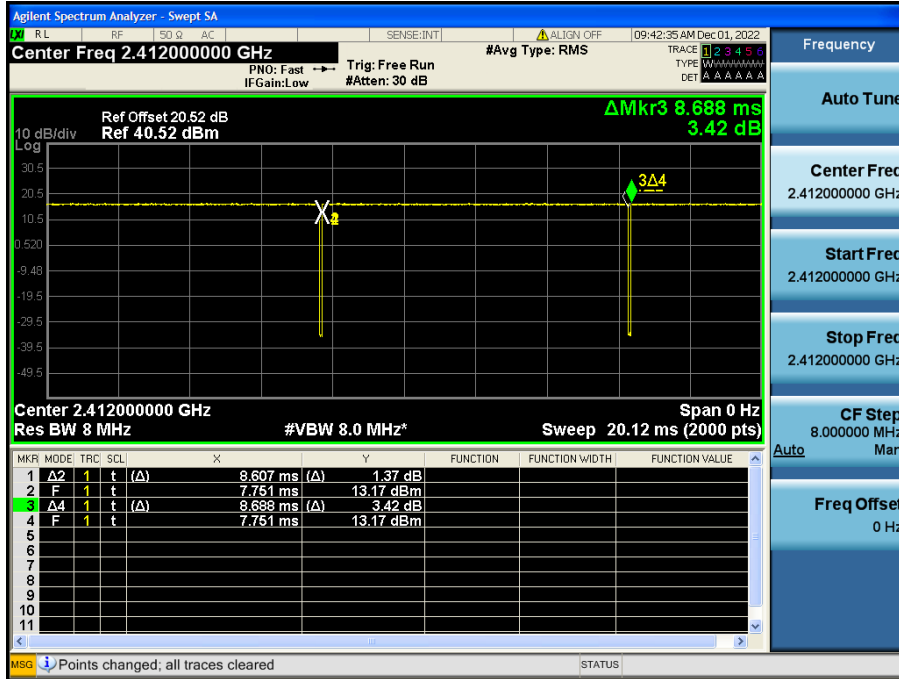 Agilent Spectrum Analyzer - Swept SA
LXI RL RF 50 Ω AC SENSE:INT ALIGN OFF 09:42:35 AM Dec 01, 2022
Center Freq 2.412000000 GHz #Avg Type: RMS TRACE 1 2 3 4 5 6
PNO: Fast Trig: Free Run TYPE WWWWWW
IFGain:Low #Atten: 30 dB DET A A A A A A
Ref Offset 20.52 dB ΔMkr3 8.688 ms
10 dB/div Ref 40.52 dBm 3.42 dB
Log
30.5
3Δ4
20.5
10.5
0.520
-9.48
-19.5
-29.5
-39.5
-49.5
Center 2.412000000 GHz Span 0 Hz
Res BW 8 MHz #VBW 8.0 MHz* Sweep 20.12 ms (2000 pts)
MKR MODE TRC SCL X Y FUNCTION FUNCTION WIDTH FUNCTION VALUE
1 Δ2 1 t (Δ) 8.607 ms (Δ) 1.37 dB
2 F 1 t 7.751 ms 13.17 dBm
3 Δ4 1 t (Δ) 8.688 ms (Δ) 3.42 dB
4 F 1 t 7.751 ms 13.17 dBm
5
6
7
8
9
10
11
MSG Points changed; all traces cleared STATUS
Frequency
Auto Tune
Center Freq
2.412000000 GHz
Start Freq
2.412000000 GHz
Stop Freq
2.412000000 GHz
CF Step
8.000000 MHz
Auto Man
Freq Offset
0 Hz